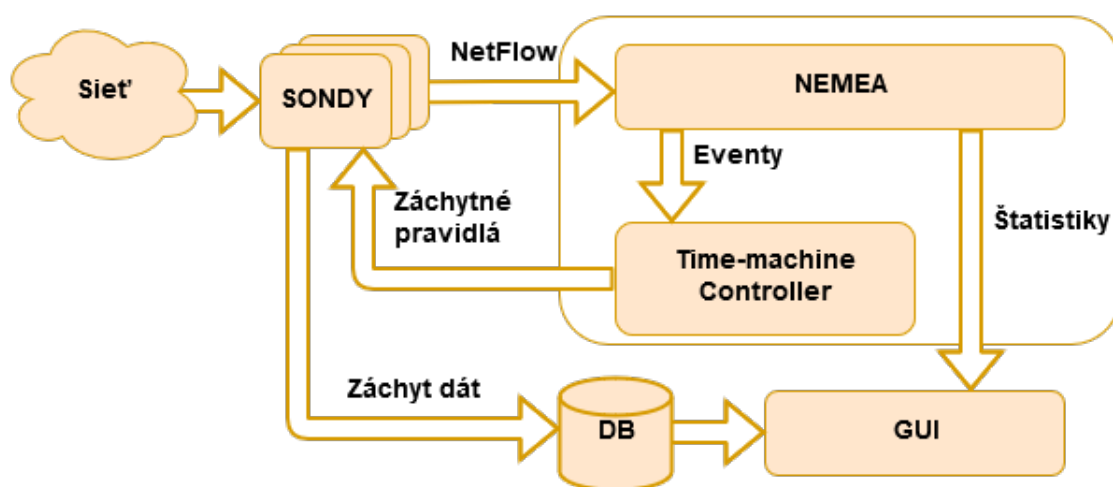 Sieť
SONDY
NetFlow
NEMEA
Eventy
Záchytné
pravidlá
Time-machine
Controller
Štatistiky
Záchyt dát
DB
GUI